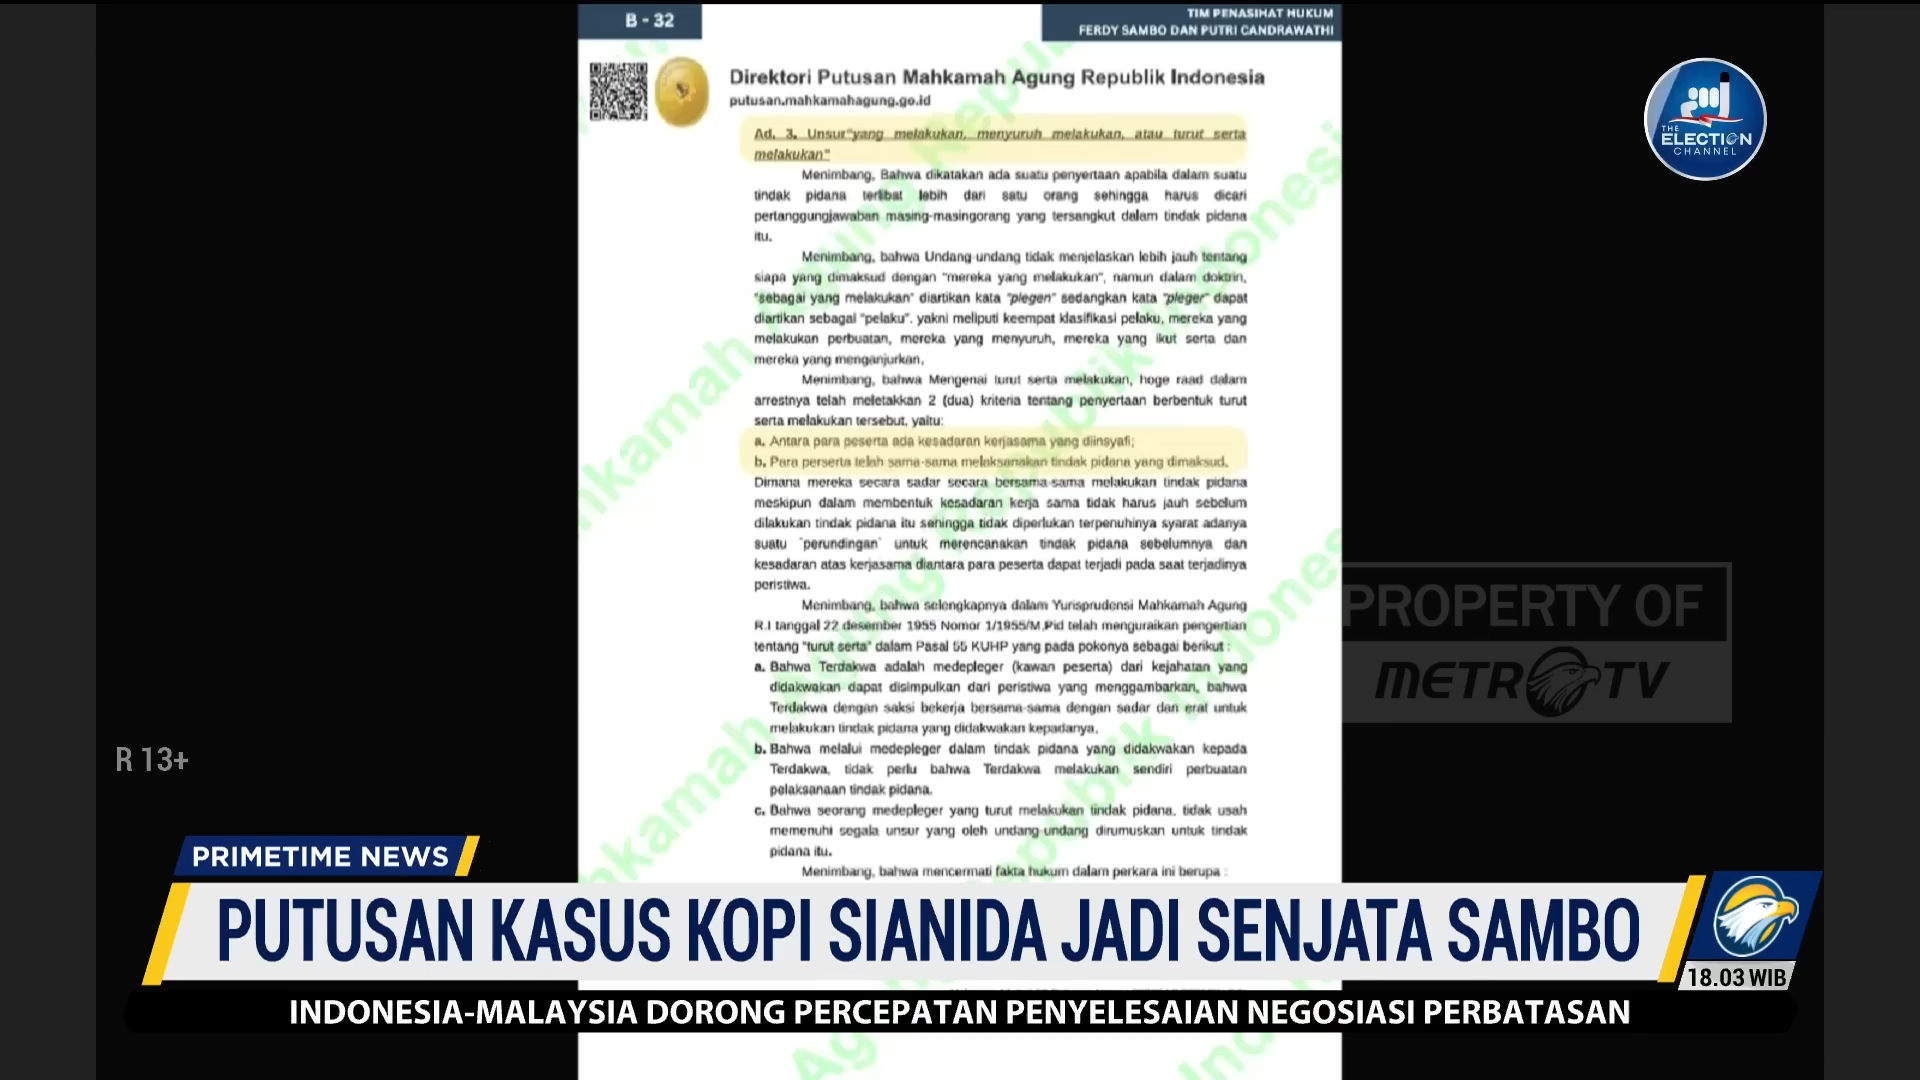 B - 32
TIM PENASIHAT HUKUM
FERDY SAMBO DAN PUTRI CANDRAWATHI
Direktori Putusan Mahkamah Agung Republik Indonesia
putusan.mahkamahagung.go.id
Ad. 3. Unsur"yang melakukan, menyuruh melakukan, atau turut serta
melakukan"
Menimbang, Bahwa dikatakan ada suatu penyertaan apabila dalam suatu
tindak pidana terlibat lebih dari satu orang sehingga harus dicari
pertanggungjawaban masing-masingorang yang tersangkut dalam tindak pidana
itu.
Menimbang, bahwa Undang-undang tidak menjelaskan lebih jauh tentang
siapa yang dimaksud dengan "mereka yang melakukan", namun dalam doktrin,
"sebagai yang melakukan" diartikan kata "plegen" sedangkan kata "pleger" dapat
diartikan sebagai "pelaku". yakni meliputi keempat klasifikasi pelaku, mereka yang
melakukan perbuatan, mereka yang menyuruh, mereka yang ikut serta dan
mereka yang menganjurkan,
Menimbang, bahwa Mengenai turut serta melakukan, hoge raad dalam
arrestnya telah meletakkan 2 (dua) kriteria tentang penyertaan berbentuk turut
serta melakukan tersebut, yaitu:
a. Antara para peserta ada kesadaran kerjasama yang diinsyafi;
b. Para perserta telah sama-sama melaksanakan tindak pidana yang dimaksud,
Dimana mereka secara sadar secara bersama-sama melakukan tindak pidana
meskipun dalam membentuk kesadaran kerja sama tidak harus jauh sebelum
dilakukan tindak pidana itu sehingga tidak diperlukan terpenuhinya syarat adanya
suatu `perundingan` untuk merencanakan tindak pidana sebelumnya dan
kesadaran atas kerjasama diantara para peserta dapat terjadi pada saat terjadinya
peristiwa.
Menimbang, bahwa selengkapnya dalam Yurisprudensi Mahkamah Agung
R.I tanggal 22 desember 1955 Nomor 1/1955/M.Pid telah menguraikan pengertian
tentang "turut serta" dalam Pasal 55 KUHP yang pada pokonya sebagai berikut :
a. Bahwa Terdakwa adalah medepleger (kawan peserta) dari kejahatan yang
didakwakan dapat disimpulkan dari peristiwa yang menggambarkan, bahwa
Terdakwa dengan saksi bekerja bersama-sama dengan sadar dan erat untuk
melakukan tindak pidana yang didakwakan kepadanya,
b. Bahwa melalui medepleger dalam tindak pidana yang didakwakan kepada
Terdakwa, tidak perlu bahwa Terdakwa melakukan sendiri perbuatan
pelaksanaan tindak pidana.
c. Bahwa seorang medepleger yang turut melakukan tindak pidana, tidak usah
memenuhi segala unsur yang oleh undang-undang dirumuskan untuk tindak
pidana itu.
Menimbang, bahwa mencermati fakta hukum dalam perkara ini berupa :
THE
ELECTION
CHANNEL
PROPERTY OF
METRO TV
R 13+
PRIMETIME NEWS
PUTUSAN KASUS KOPI SIANIDA JADI SENJATA SAMBO
18.03 WIB
INDONESIA-MALAYSIA DORONG PERCEPATAN PENYELESAIAN NEGOSIASI PERBATASAN